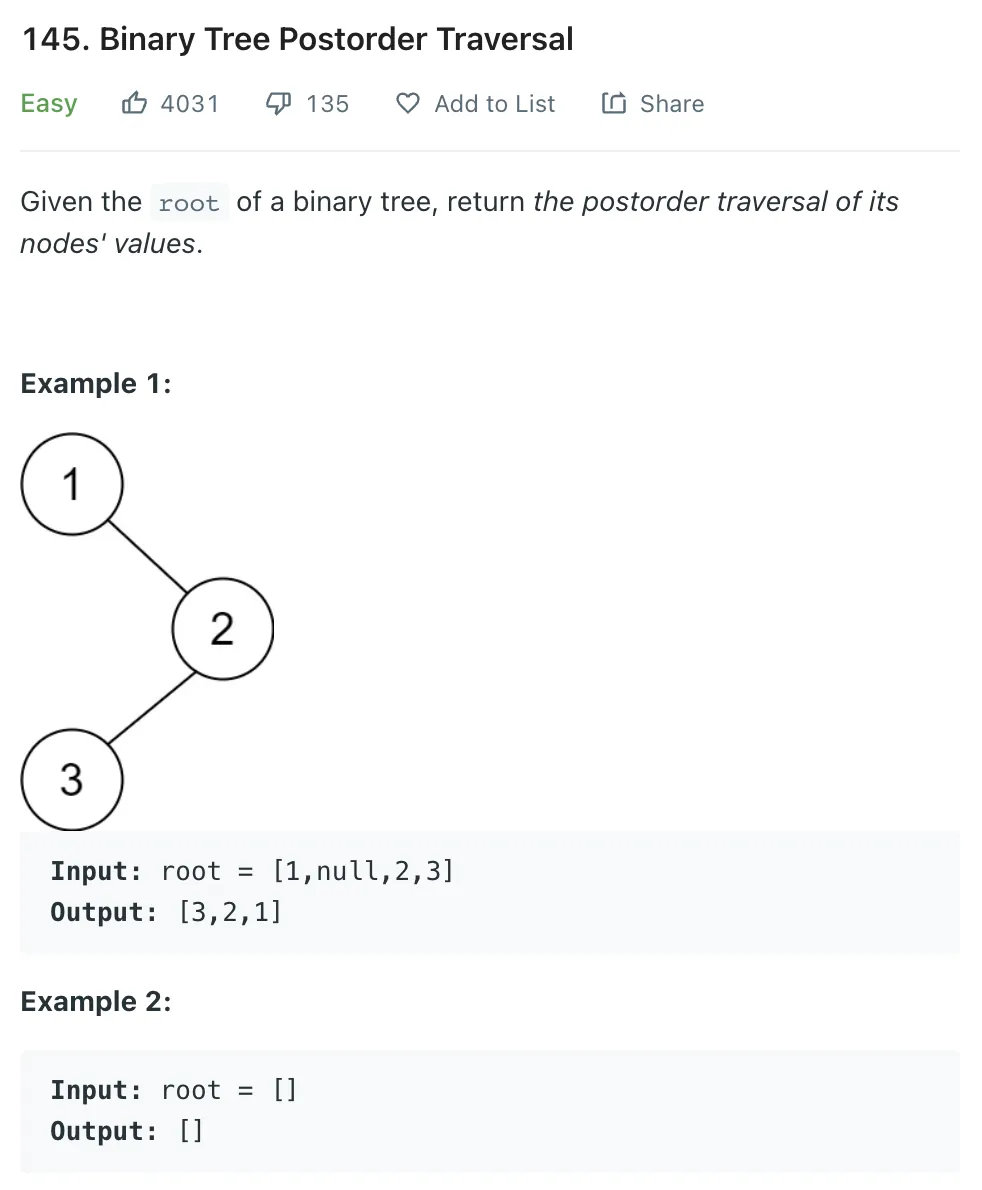 145. Binary Tree Postorder Traversal
Easy 4031 135 Add to List Share
Given the root of a binary tree, return the postorder traversal of its
nodes' values.
Example 1:
1
2
3
Input: root = [1,null,2,3]
Output: [3,2,1]
Example 2:
Input: root = []
Output: []